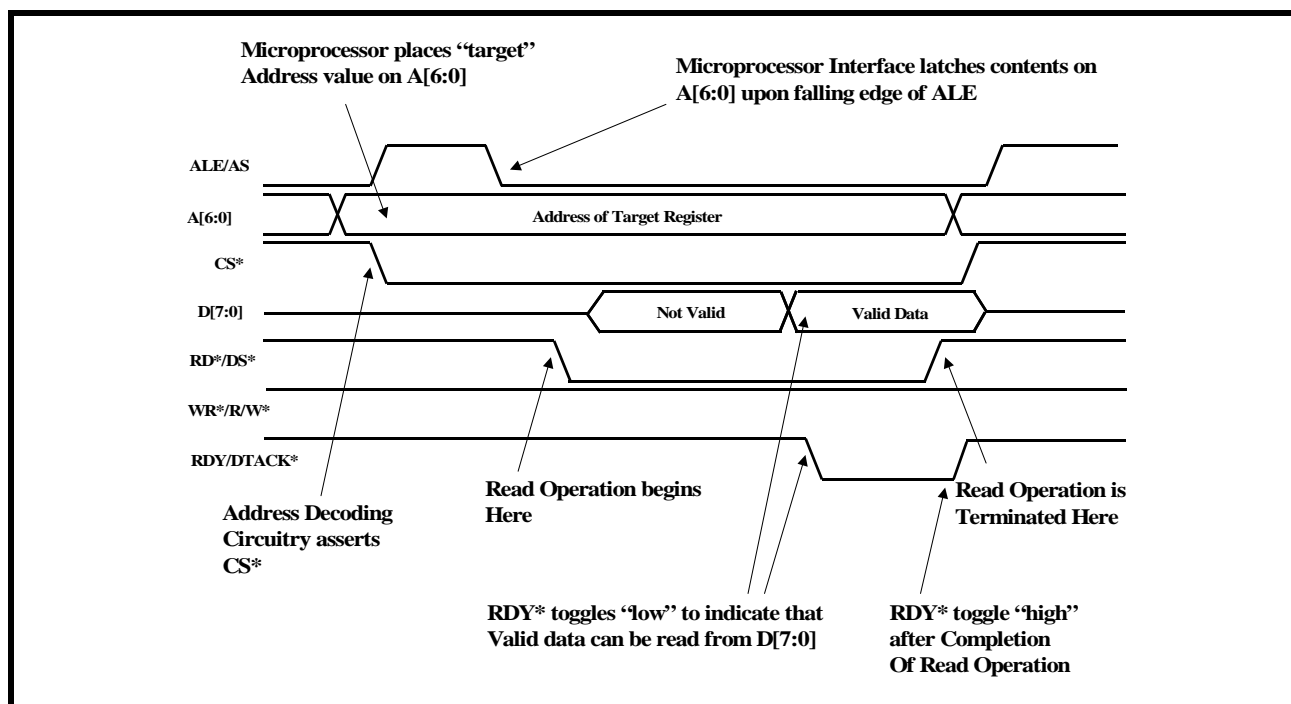 Microprocessor places “target”
Address value on A[6:0]
Microprocessor Interface latches contents on
A[6:0] upon falling edge of ALE
ALE/AS
A[6:0]
Address of Target Register
CS*
D[7:0]
Not Valid
Valid Data
RD*/DS*
WR*/R/W*
RDY/DTACK*
Address Decoding
Circuitry asserts
CS*
Read Operation begins
Here
Read Operation is
Terminated Here
RDY* toggles “low” to indicate that
Valid data can be read from D[7:0]
RDY* toggle “high”
after Completion
Of Read Operation